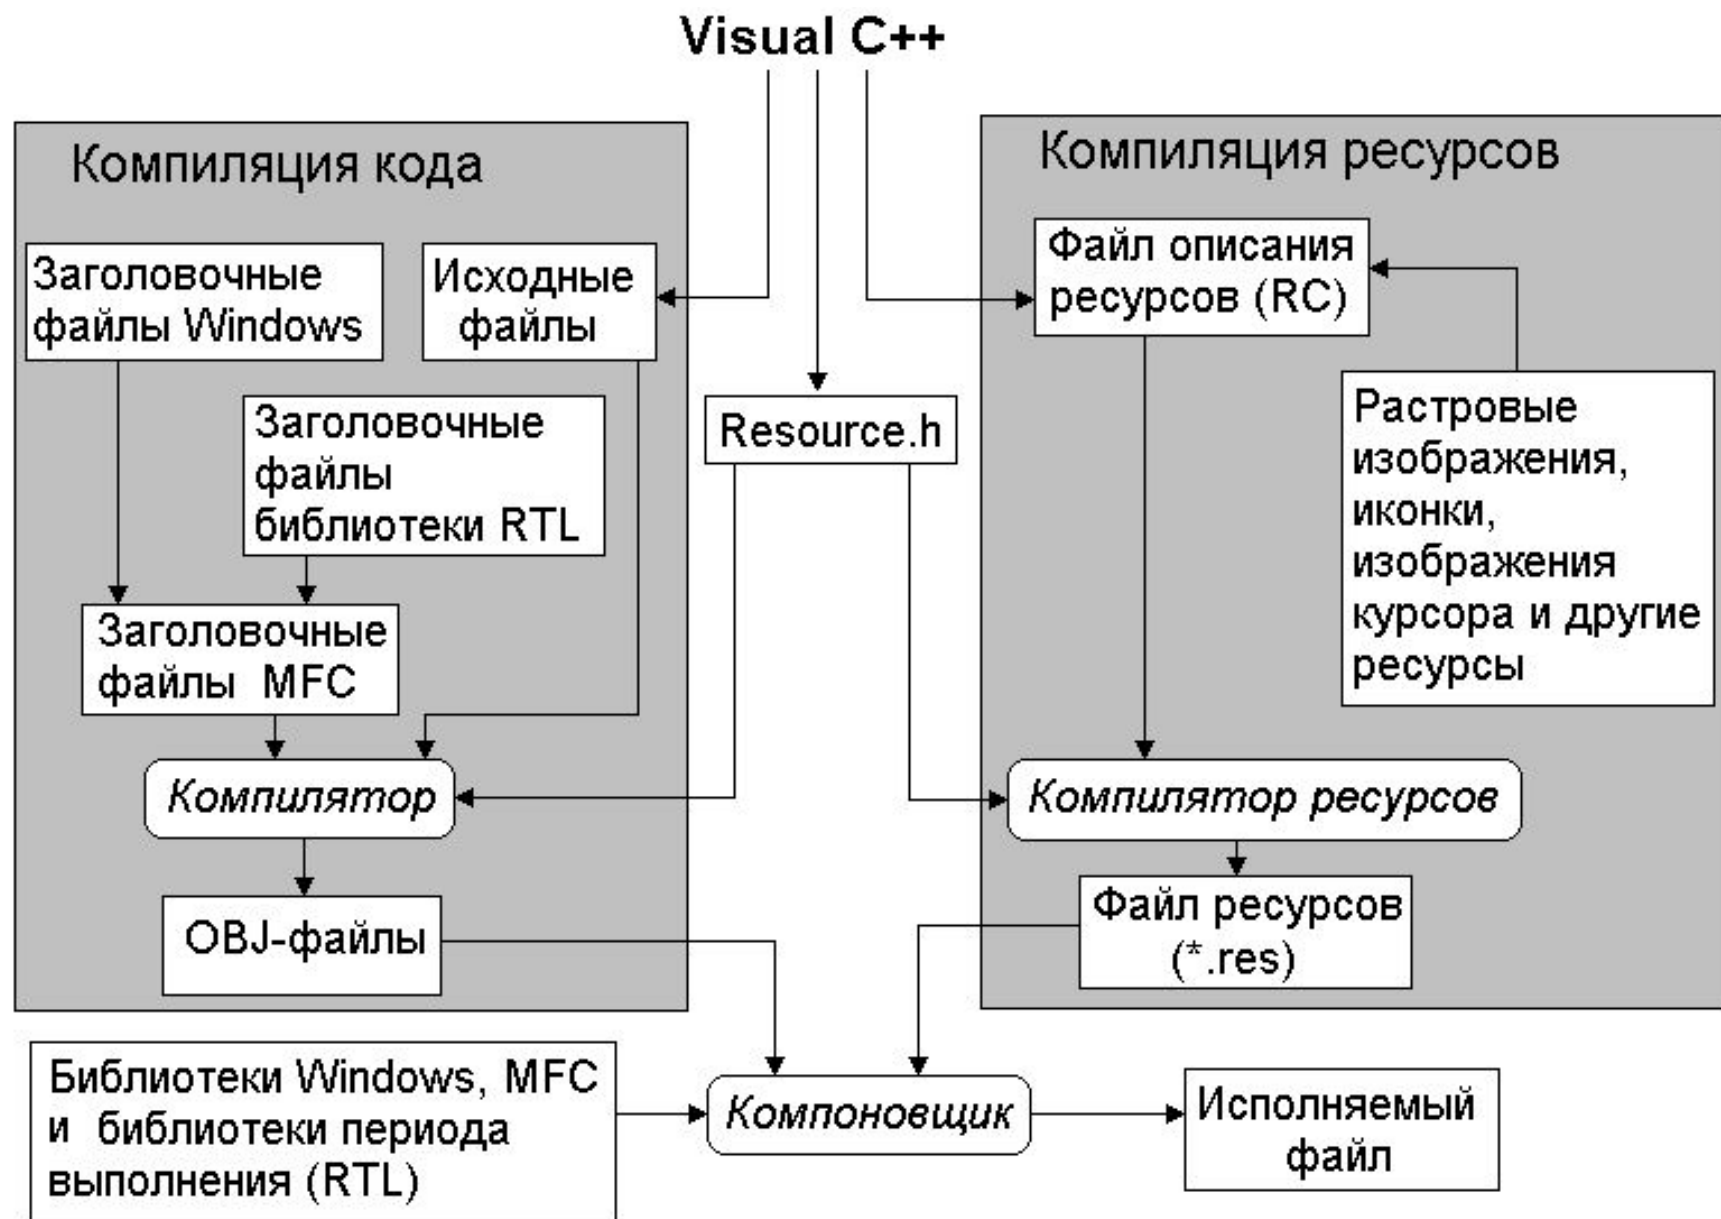 Visual C++
Компиляция кода
Заголовочные
файлы Windows
Исходные
файлы
Заголовочные
файлы
библиотеки RTL
Заголовочные
файлы MFC
Компилятор
OBJ-файлы
Resource.h
Компиляция ресурсов
Файл описания
ресурсов (RC)
Растровые
изображения,
иконки,
изображения
курсора и другие
ресурсы
Компилятор ресурсов
Файл ресурсов
(*.res)
Библиотеки Windows, MFC
и библиотеки периода
выполнения (RTL)
Компоновщик
Исполняемый
файл